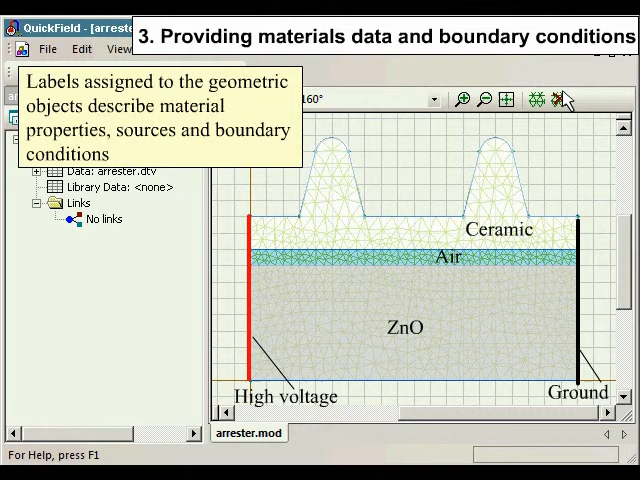 QuickField - [arrester
3. Providing materials data and boundary conditions
File Edit View
Labels assigned to the geometric
objects describe material
properties, sources and boundary
conditions
160°
Data: arrester.dtv
Library Data: <none>
Links
No links
Ceramic
Air
ZnO
High voltage
Ground
arrester.mod
For Help, press F1